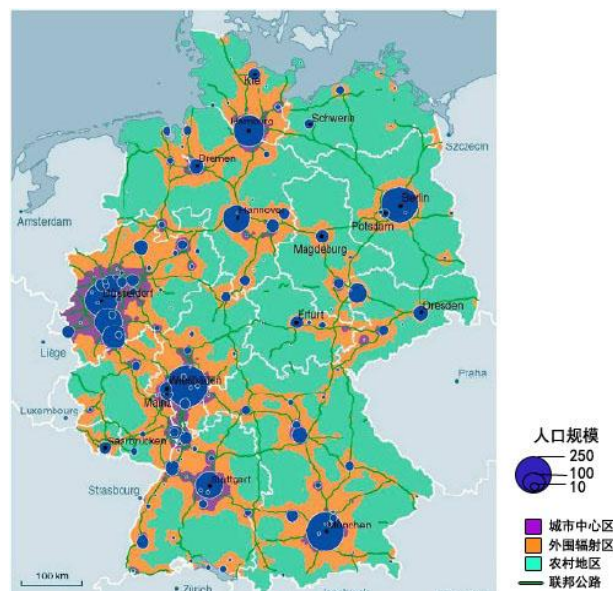 Kiel
Hamburg
Schwerin
Szczecin
Bremen
Amsterdam
Hannover
Berlin
Potsdam
Magdeburg
Düsseldorf
Erfurt
Dresden
Liège
Praha
Wiesbaden
Mainz
Luxembourg
Saarbrücken
Strasbourg
Stuttgart
München
100 km
Zürich
人口规模
250
100
10
城市中心区
外围辐射区
农村地区
联邦公路